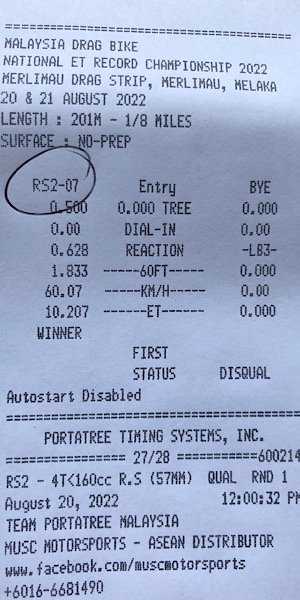 =====================================
MALAYSIA DRAG BIKE
NATIONAL ET RECORD CHAMPIONSHIP 2022
MERLIMAU DRAG STRIP, MERLIMAU, MELAKA
20 & 21 AUGUST 2022
LENGTH : 201M - 1/8 MILES
SURFACE : NO-PREP
RS2-07 Entry BYE
0.500 0.000 TREE 0.000
0.00 DIAL-IN 0.00
0.628 REACTION -LB3-
1.833 ------60FT------ 0.000
60.07 ------KM/H------ 0.00
10.207 -------ET------- 0.000
WINNER
FIRST
STATUS DISQUAL
Autostart Disabled
=====================================
PORTATREE TIMING SYSTEMS, INC.
=============== 27/28 ===========600214
RS2 - 4T<160cc R.S (57MM) QUAL RND 1
August 20, 2022 12:00:32 PM
TEAM PORTATREE MALAYSIA
MUSC MOTORSPORTS - ASEAN DISTRIBUTOR
www.facebook.com/muscmotorsports
+6016-6681490